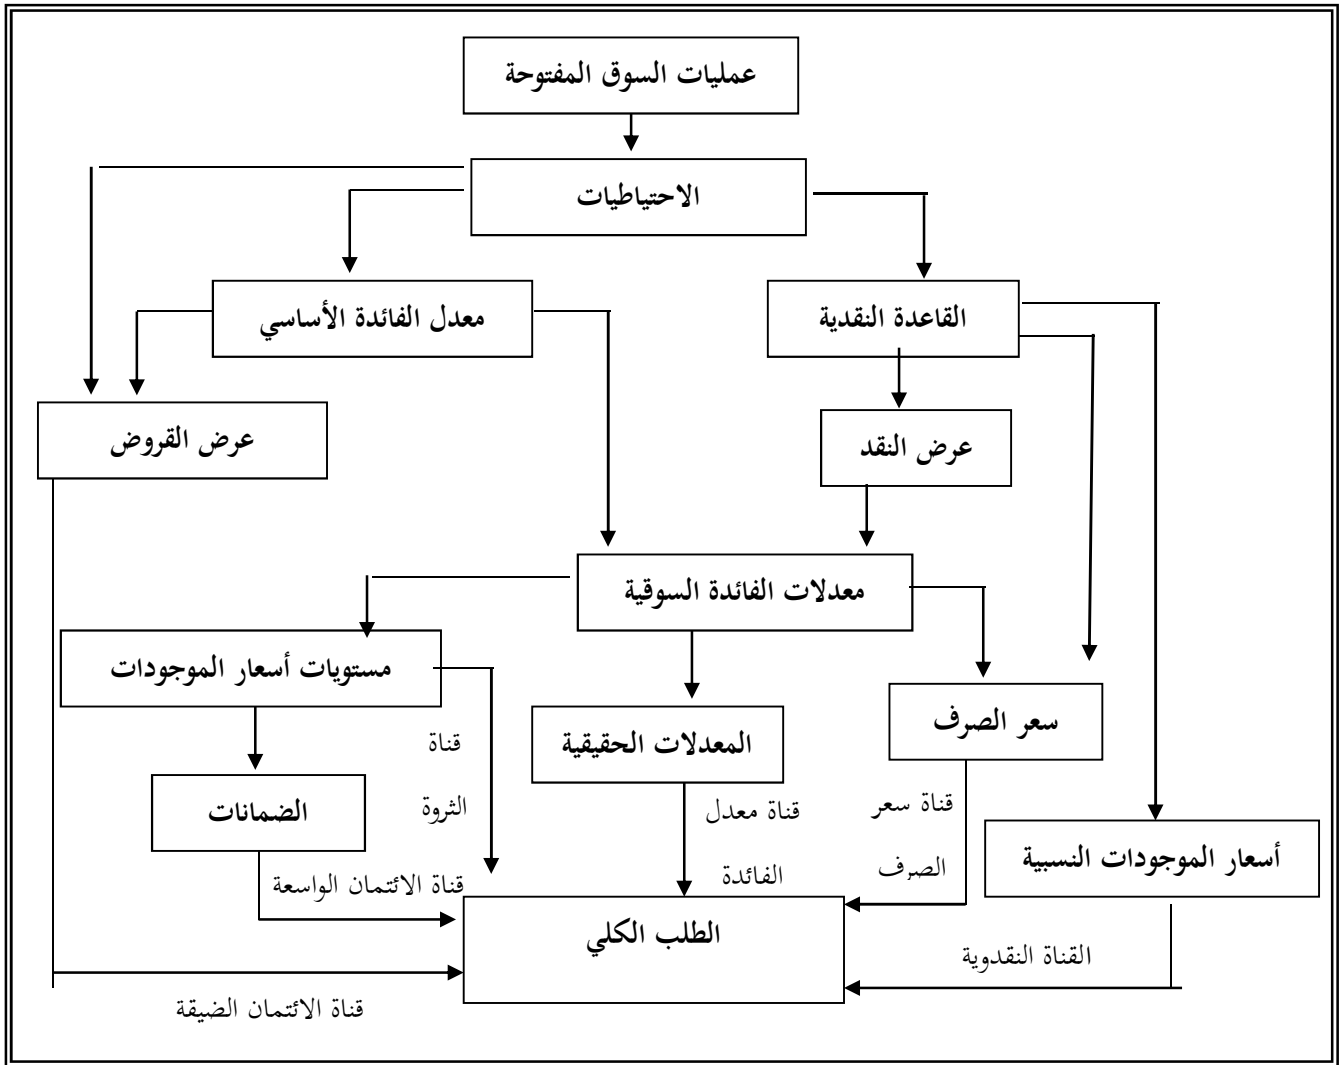 عمليات السوق المفتوحة
الاحتياطيات
القاعدة النقدية
معدل الفائدة الأساسي
عرض النقد
عرض القروض
معدلات الفائدة السوقية
مستويات أسعار الموجودات
سعر الصرف
المعدلات الحقيقية
قناة
الثروة
الضمانات
قناة سعر
الصرف
قناة معدل
الفائدة
أسعار الموجودات النسبية
قناة الائتمان الواسعة
الطلب الكلي
القناة النقدوية
قناة الائتمان الضيقة